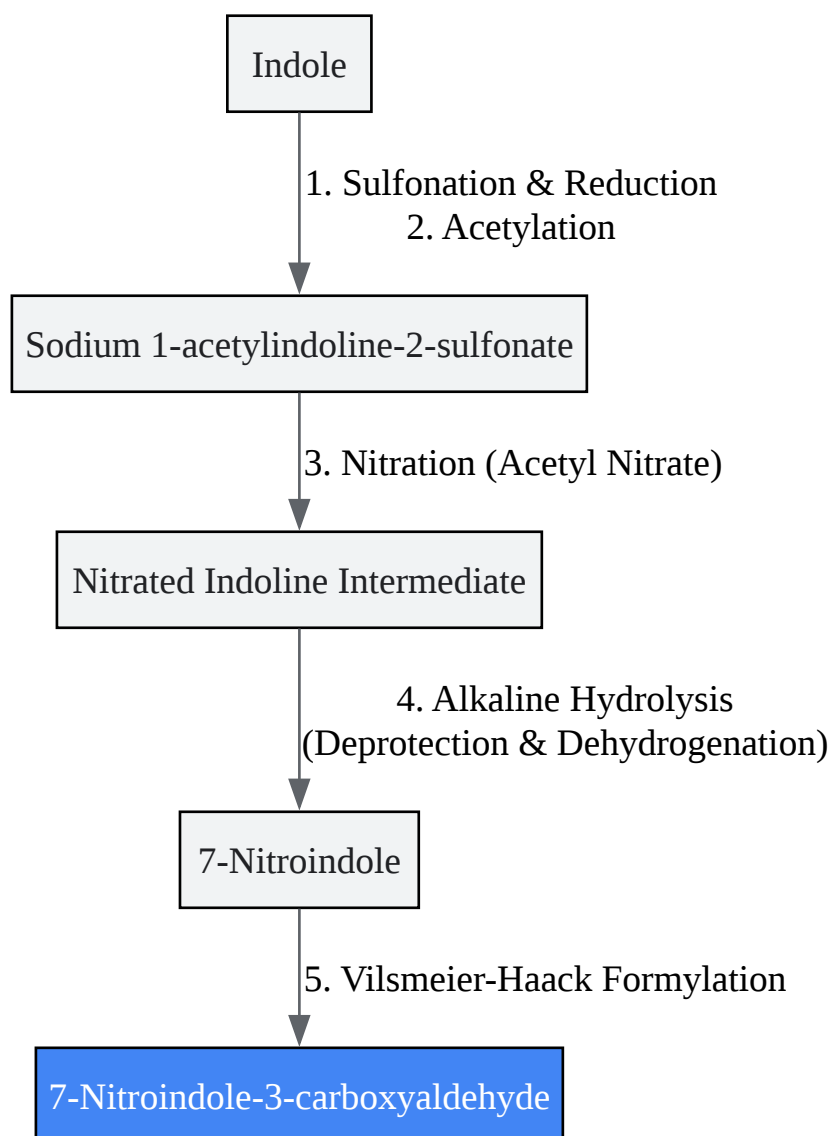 Indole
1. Sulfonation & Reduction
2. Acetylation
Sodium 1-acetylindoline-2-sulfonate
3. Nitration (Acetyl Nitrate)
Nitrated Indoline Intermediate
4. Alkaline Hydrolysis
(Deprotection & Dehydrogenation)
7-Nitroindole
5. Vilsmeier-Haack Formylation
7-Nitroindole-3-carboxyaldehyde